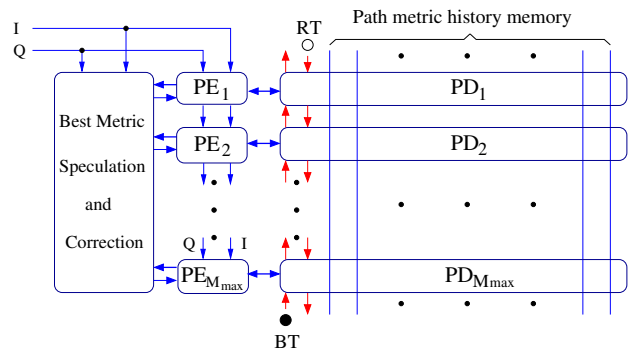 RT
Path metric history memory
I
Q
PE1
PD1
Best Metric
Speculation
and
Correction
PE2
PD2
Q
I
PEMmax
PDMmax
BT